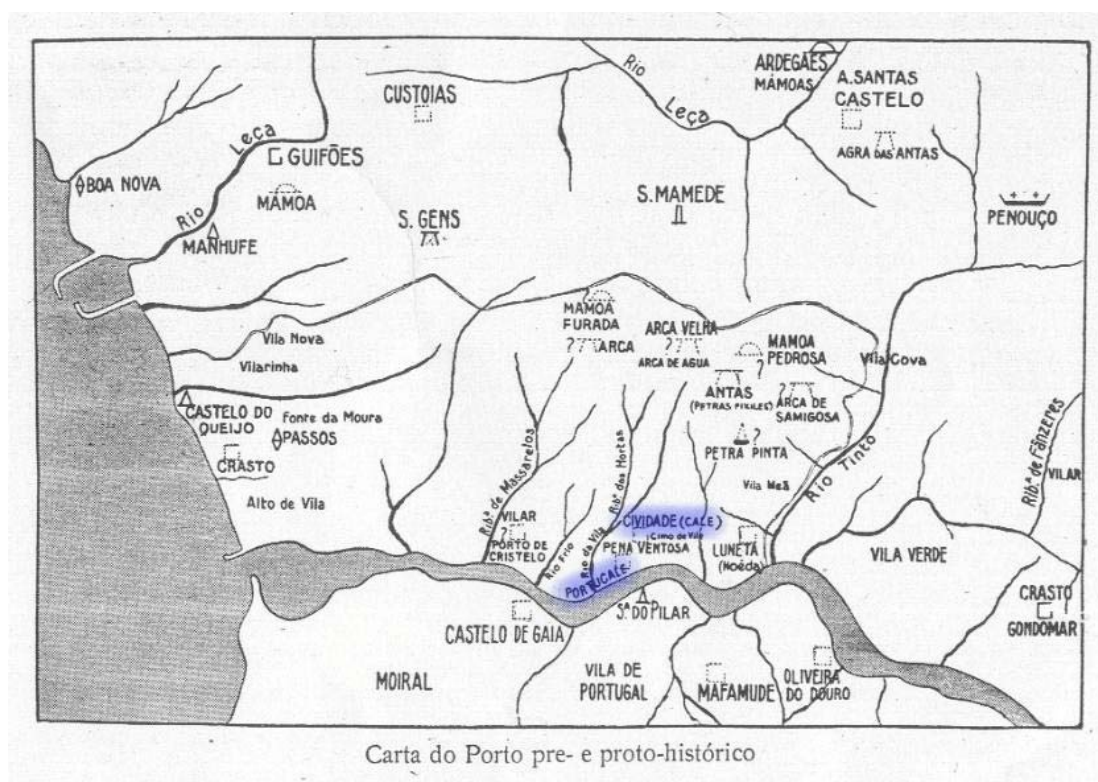 ARDEGÃES
MÁMOAS
A. SANTAS
CASTELO
Rio
Leça
CUSTOIAS
AGRA DAS ANTAS
Leça
GUIFÕES
BOA NOVA
MÁMOA
S. MAMEDE
PENOUÇO
Rio
S. GENS
MANHUFE
MAMOA
FURADA
ARCA VELHA
Vila Nova
? ARCA
ARCA DE AGUA
MAMOA
PEDROSA
?
Vila Cova
Vilarinha
ANTAS
(PETRAS FIXILES)
?
ARCA DE
SAMIGOSA
CASTELO DO
QUEIJO
Fonte da Moura
PASSOS
?
PETRA PINTA
Rio Tinto
CRASTO
Ribª de Massarelos
Ribª das Hortas
Ribª de Fânzeres
VILAR
Alto de Vila
Vila Meã
VILAR
?
PORTO DE
CRISTELO
Rio Frio
Rio da Vila
CIVIDADE (CALE)
Cimo de Vila
PENA VENTOSA
LUNETA
(Noêda)
VILA VERDE
PORTUCALE
CRASTO
GONDOMAR
CASTELO DE GAIA
Sª. DO PILAR
MOIRAL
VILA DE
PORTUGAL
MAFAMUDE
OLIVEIRA
DO DOURO
Carta do Porto pre- e proto-histórico